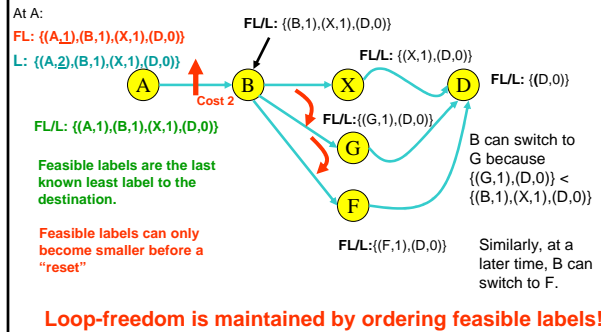 At A:
FL: {(A,1),(B,1),(X,1),(D,0)}
L: {(A,2),(B,1),(X,1),(D,0)}
FL/L: {(B,1),(X,1),(D,0)}
FL/L: {(X,1),(D,0)}
FL/L: {(D,0)}
A
B
X
D
Cost 2
FL/L: {(A,1),(B,1),(X,1),(D,0)}
FL/L:{(G,1),(D,0)}
G
F
FL/L:{(F,1),(D,0)}
Feasible labels are the last
known least label to the
destination.
Feasible labels can only
become smaller before a
“reset”
B can switch to
G because
{(G,1),(D,0)} <
{(B,1),(X,1),(D,0)}
Similarly, at a
later time, B can
switch to F.
Loop-freedom is maintained by ordering feasible labels!